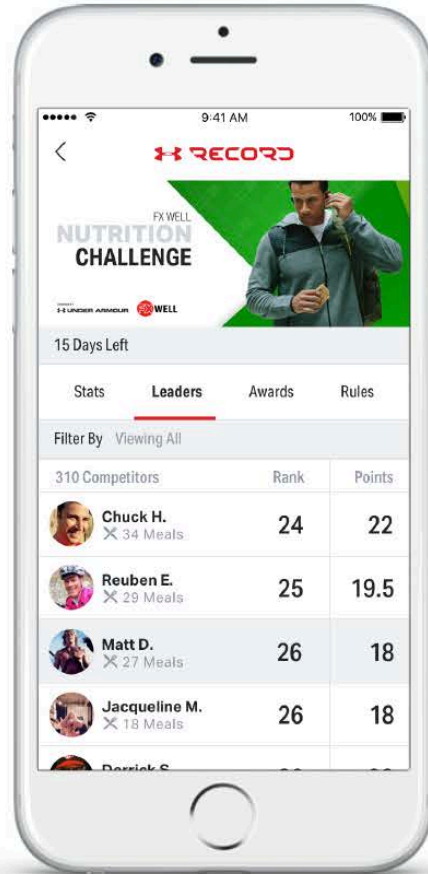 9:41 AM
100%
RECORD
FX WELL
NUTRITION
CHALLENGE
UNDER ARMOUR FX WELL
15 Days Left
Stats Leaders Awards Rules
Filter By Viewing All
310 Competitors Rank Points
Chuck H. 24 22
34 Meals
Reuben E. 25 19.5
29 Meals
Matt D. 26 18
27 Meals
Jacqueline M. 26 18
18 Meals